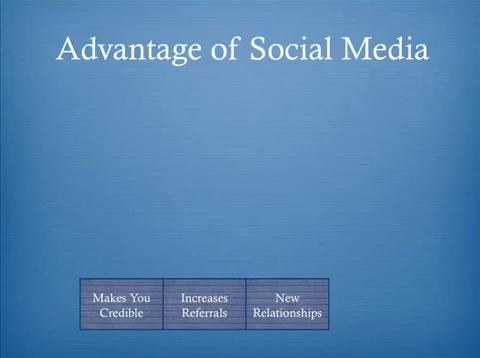 Advantage of Social Media
Makes You
Credible
Increases
Referrals
New
Relationships